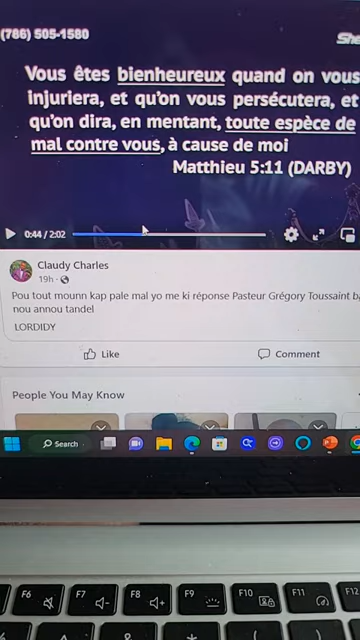 (786) 505-1580
She
Vous êtes bienheureux quand on vous
injuriera, et qu'on vous persécutera, et
qu'on dira, en mentant, toute espèce de
mal contre vous, à cause de moi
Matthieu 5:11 (DARBY)
0:44 / 2:02
Claudy Charles
19h
Pou tout mounn kap pale mal yo me ki réponse Pasteur Grégory Toussaint b
nou annou tandel
LORDIDY
Like
Comment
People You May Know
Search
F6
F7
F8
F9
F10
F11
F12
&
*
(